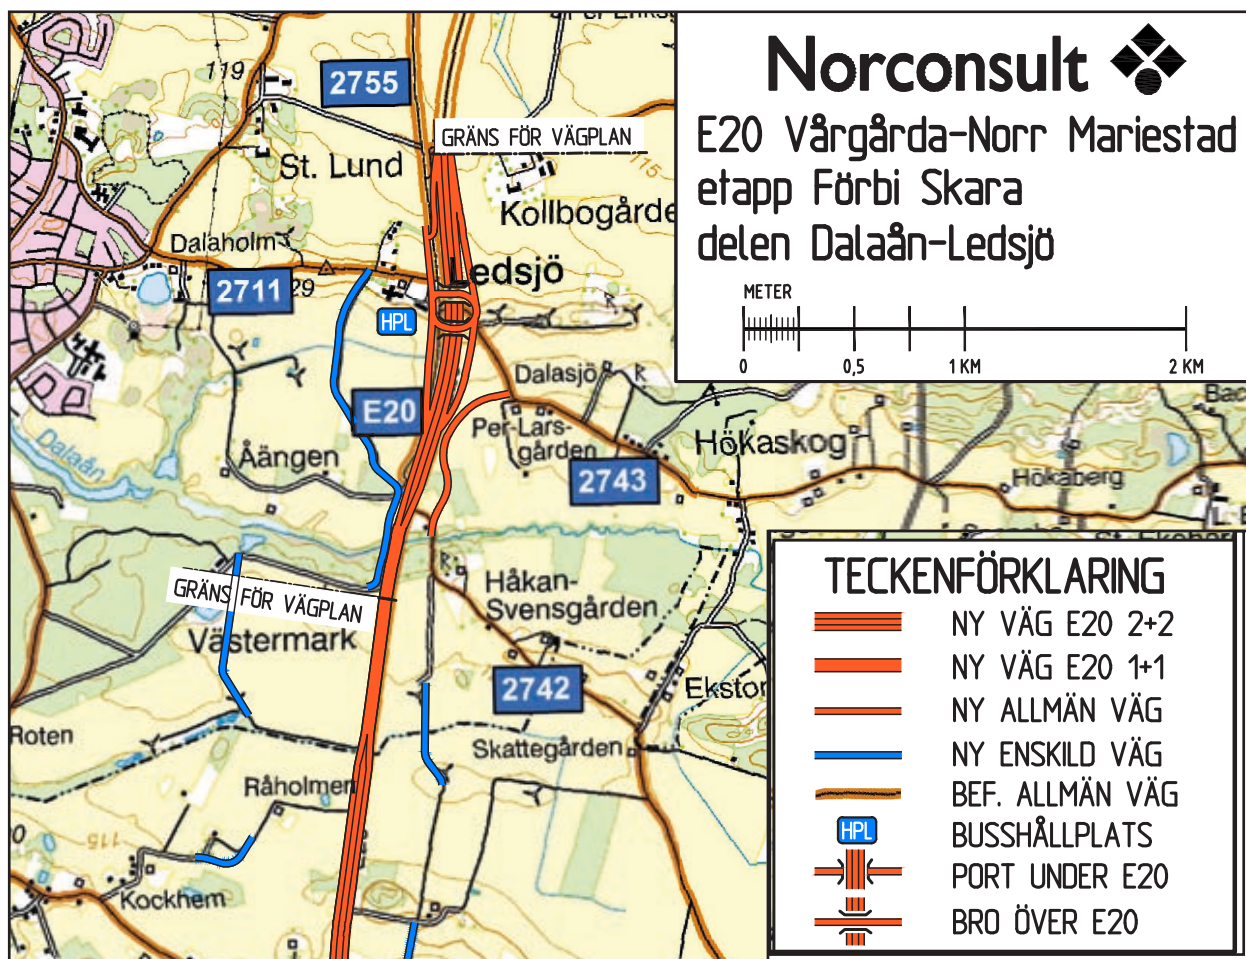 Norconsult
E20 Vårgårda-Norr Mariestad
etapp Förbi Skara
delen Dalaån-Ledsjö
METER
0 0,5 1 KM 2 KM
119
2755
GRÄNS FÖR VÄGPLAN
115
St. Lund
Kollbogårde
Dalaholm
Ledsjö
2711
29
HPL
Dalasjö
E20
Per-Lars-
gården
Hökaskog
Bac
Dalaån
Åängen
2743
Hökaberg
GRÄNS FÖR VÄGPLAN
Håkan-
Svensgården
Västermark
2742
Ekstor
Roten
Skattegården
Råholmen
115
Kockhem
TECKENFÖRKLARING
NY VÄG E20 2+2
NY VÄG E20 1+1
NY ALLMÄN VÄG
NY ENSKILD VÄG
BEF. ALLMÄN VÄG
HPL BUSSHÅLLPLATS
PORT UNDER E20
BRO ÖVER E20